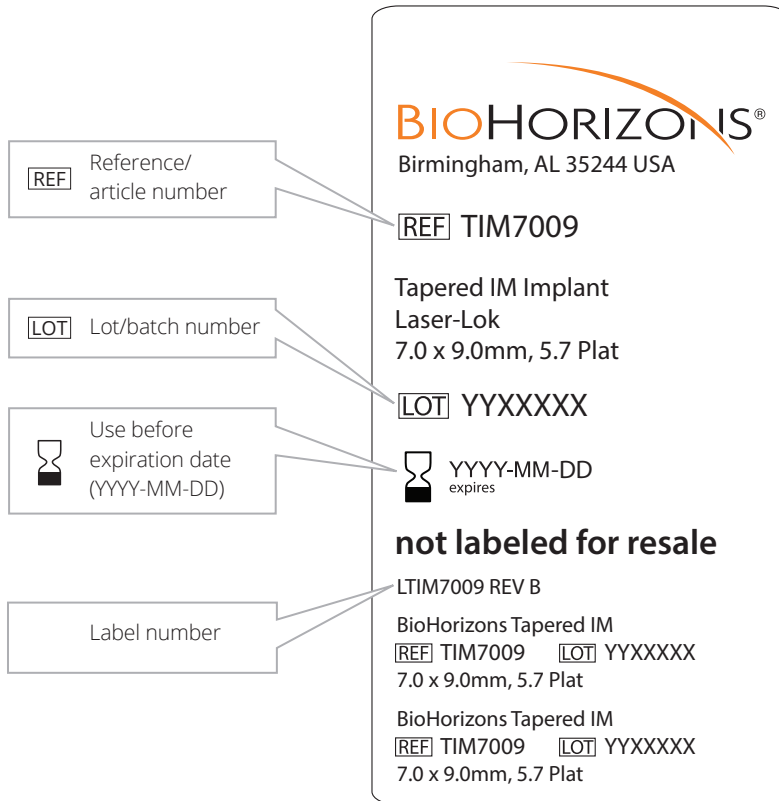 BIOHORIZONS®
Birmingham, AL 35244 USA
REF Reference/
article number
REF TIM7009
Tapered IM Implant
Laser-Lok
7.0 x 9.0mm, 5.7 Plat
LOT Lot/batch number
LOT YYXXXXX
Use before
expiration date
(YYYY-MM-DD)
YYYY-MM-DD
expires
not labeled for resale
Label number
LTIM7009 REV B
BioHorizons Tapered IM
REF TIM7009 LOT YYXXXXX
7.0 x 9.0mm, 5.7 Plat
BioHorizons Tapered IM
REF TIM7009 LOT YYXXXXX
7.0 x 9.0mm, 5.7 Plat